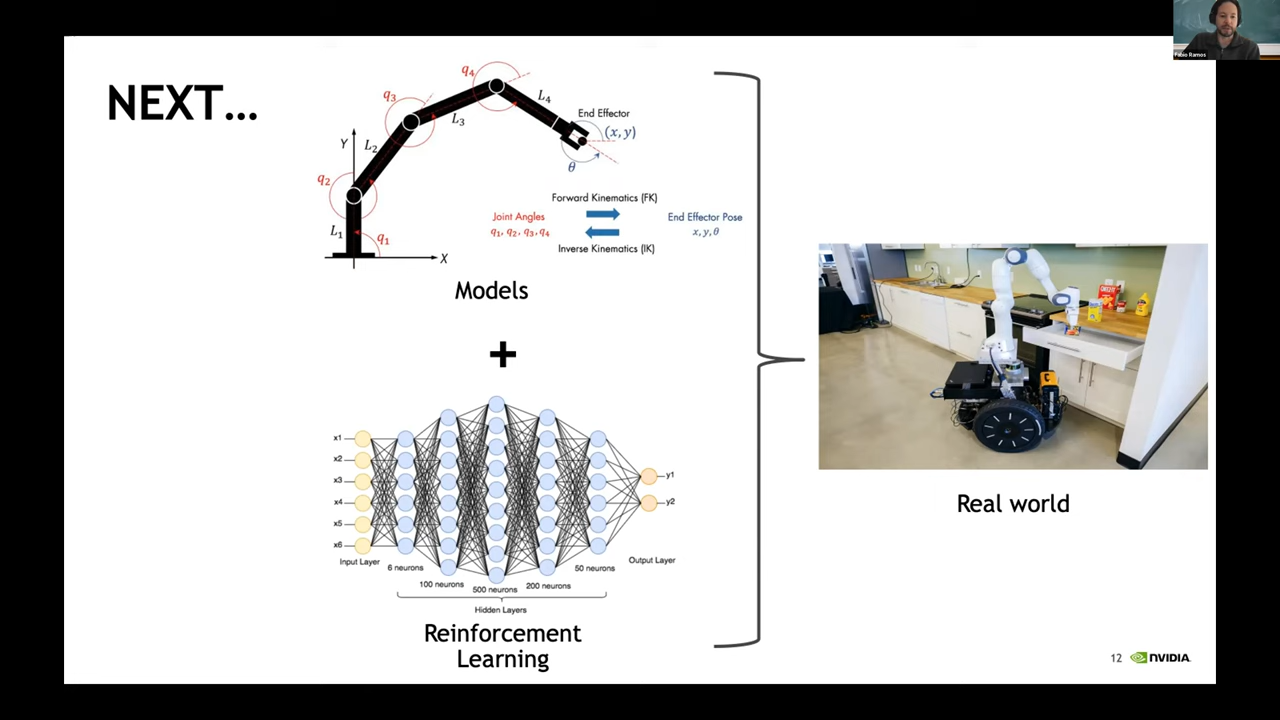 Fabio Ramos
NEXT...
q4
q3
L4
End Effector
L3
(x, y)
Y
L2
θ
q2
Forward Kinematics (FK)
Joint Angles
End Effector Pose
q1, q2, q3, q4
x, y, θ
L1
q1
Inverse Kinematics (IK)
X
Models
+
x1
x2
x3
x4
x5
x6
y1
y2
Input Layer
6 neurons
100 neurons
500 neurons
200 neurons
50 neurons
Output Layer
Hidden Layers
Reinforcement
Learning
Real world
12
NVIDIA